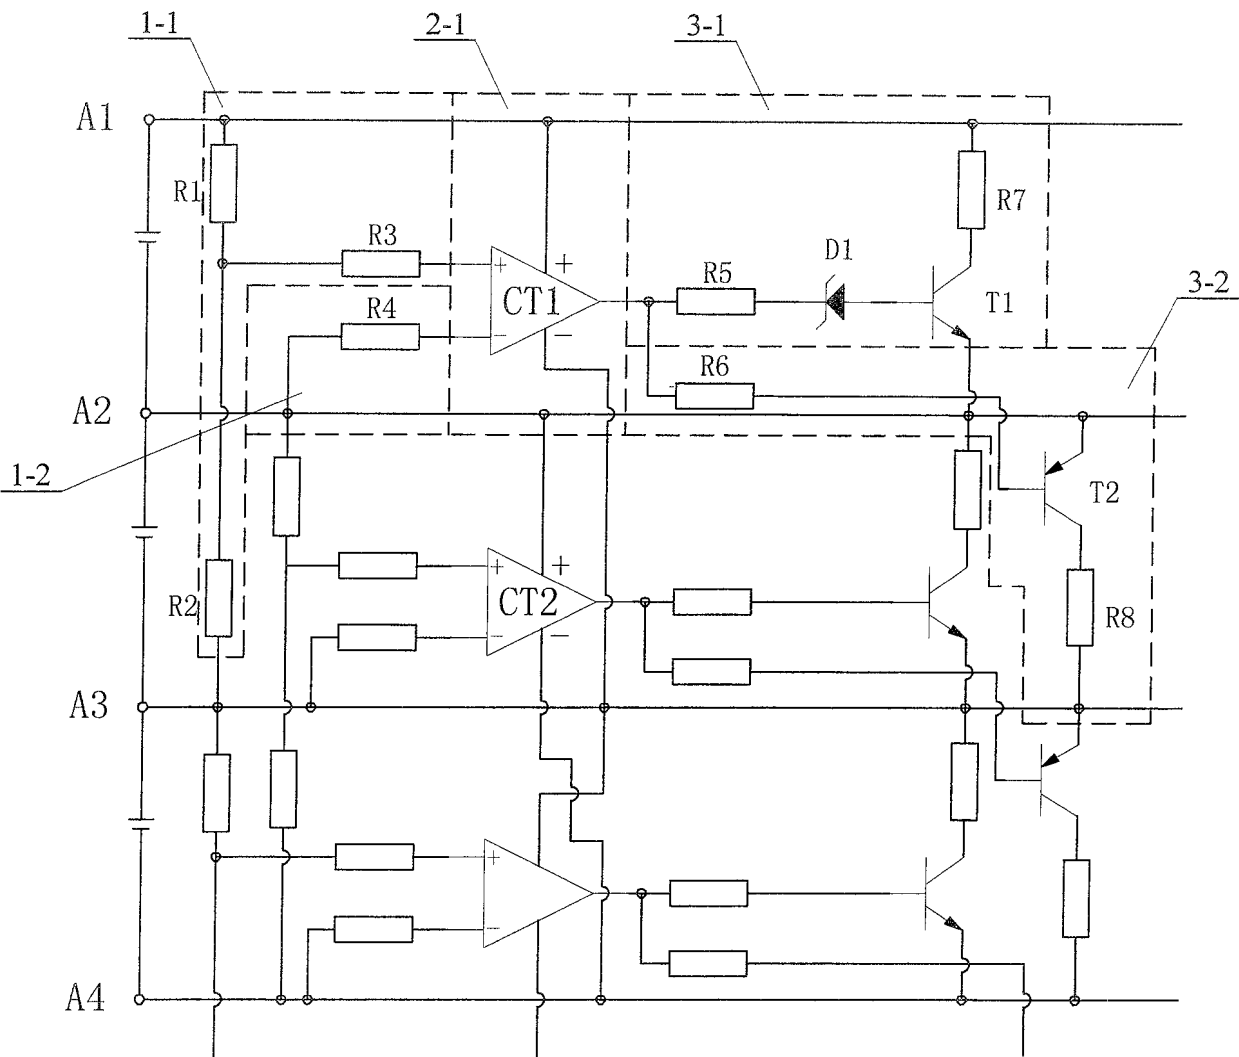 1-1
2-1
3-1
A1
R1
R3
R7
+
+
D1
R5
CT1
T1
R4
3-2
−
−
R6
A2
1-2
T2
+
+
CT2
R2
R8
−
−
A3
+
−
A4